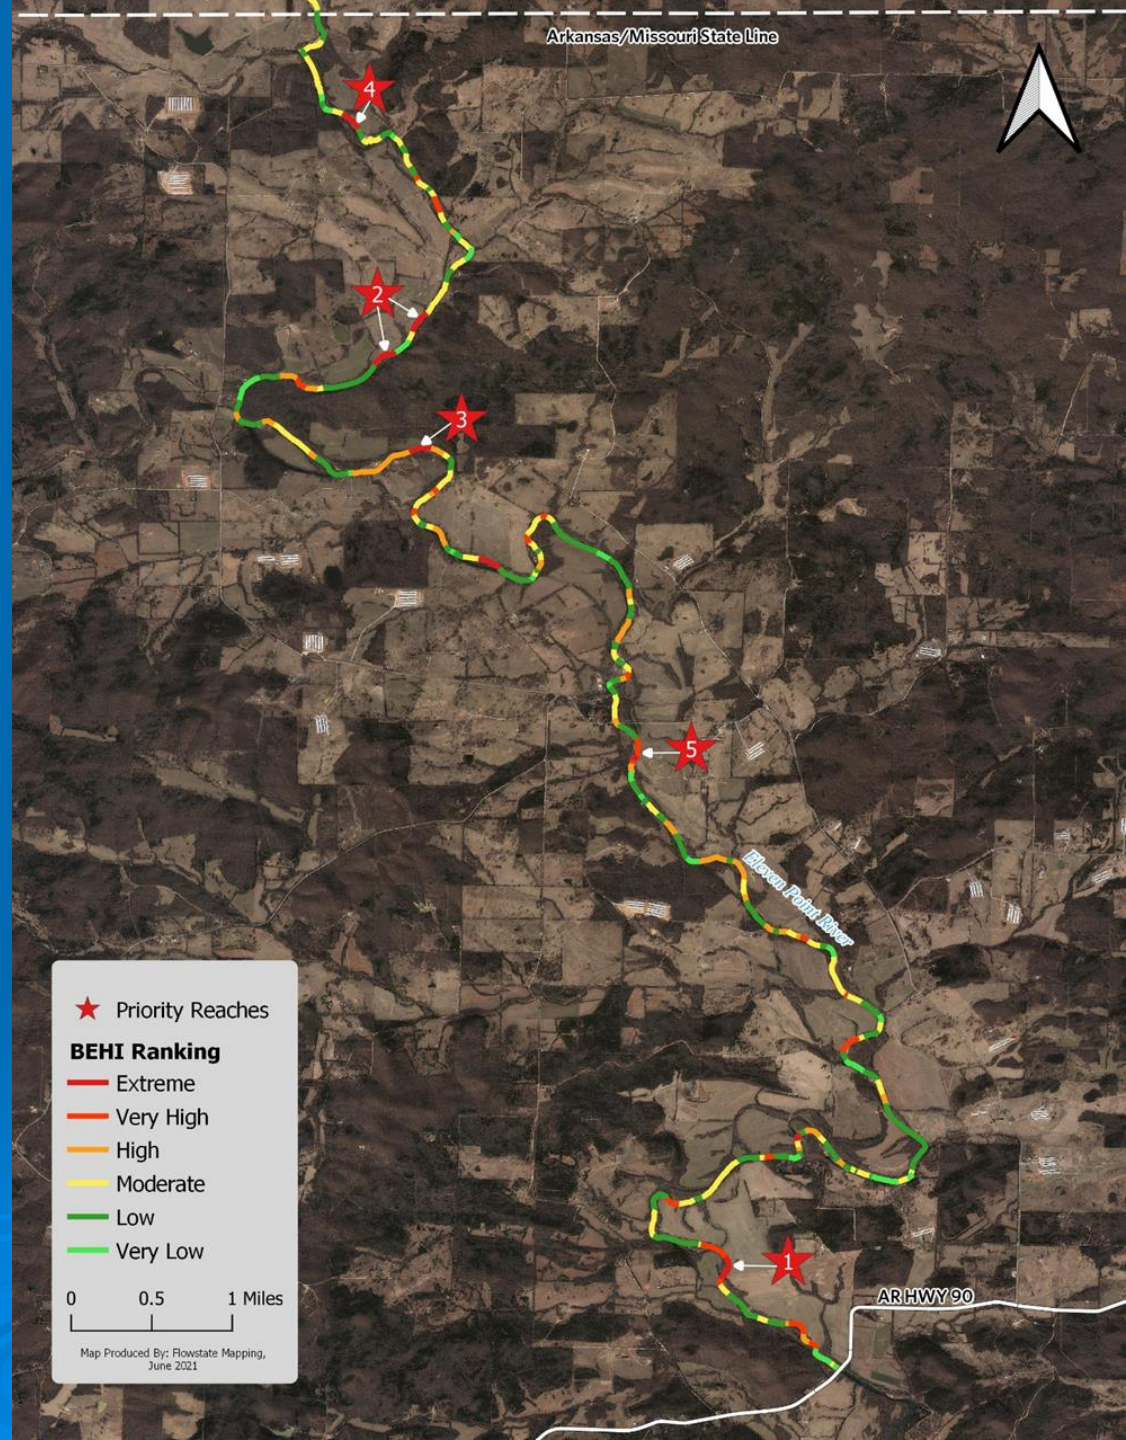 Arkansas/Missouri State Line
4
2
3
5
Eleven Point River
1
AR HWY 90
Priority Reaches
BEHI Ranking
Extreme
Very High
High
Moderate
Low
Very Low
0 0.5 1 Miles
Map Produced By: Flowstate Mapping,
June 2021